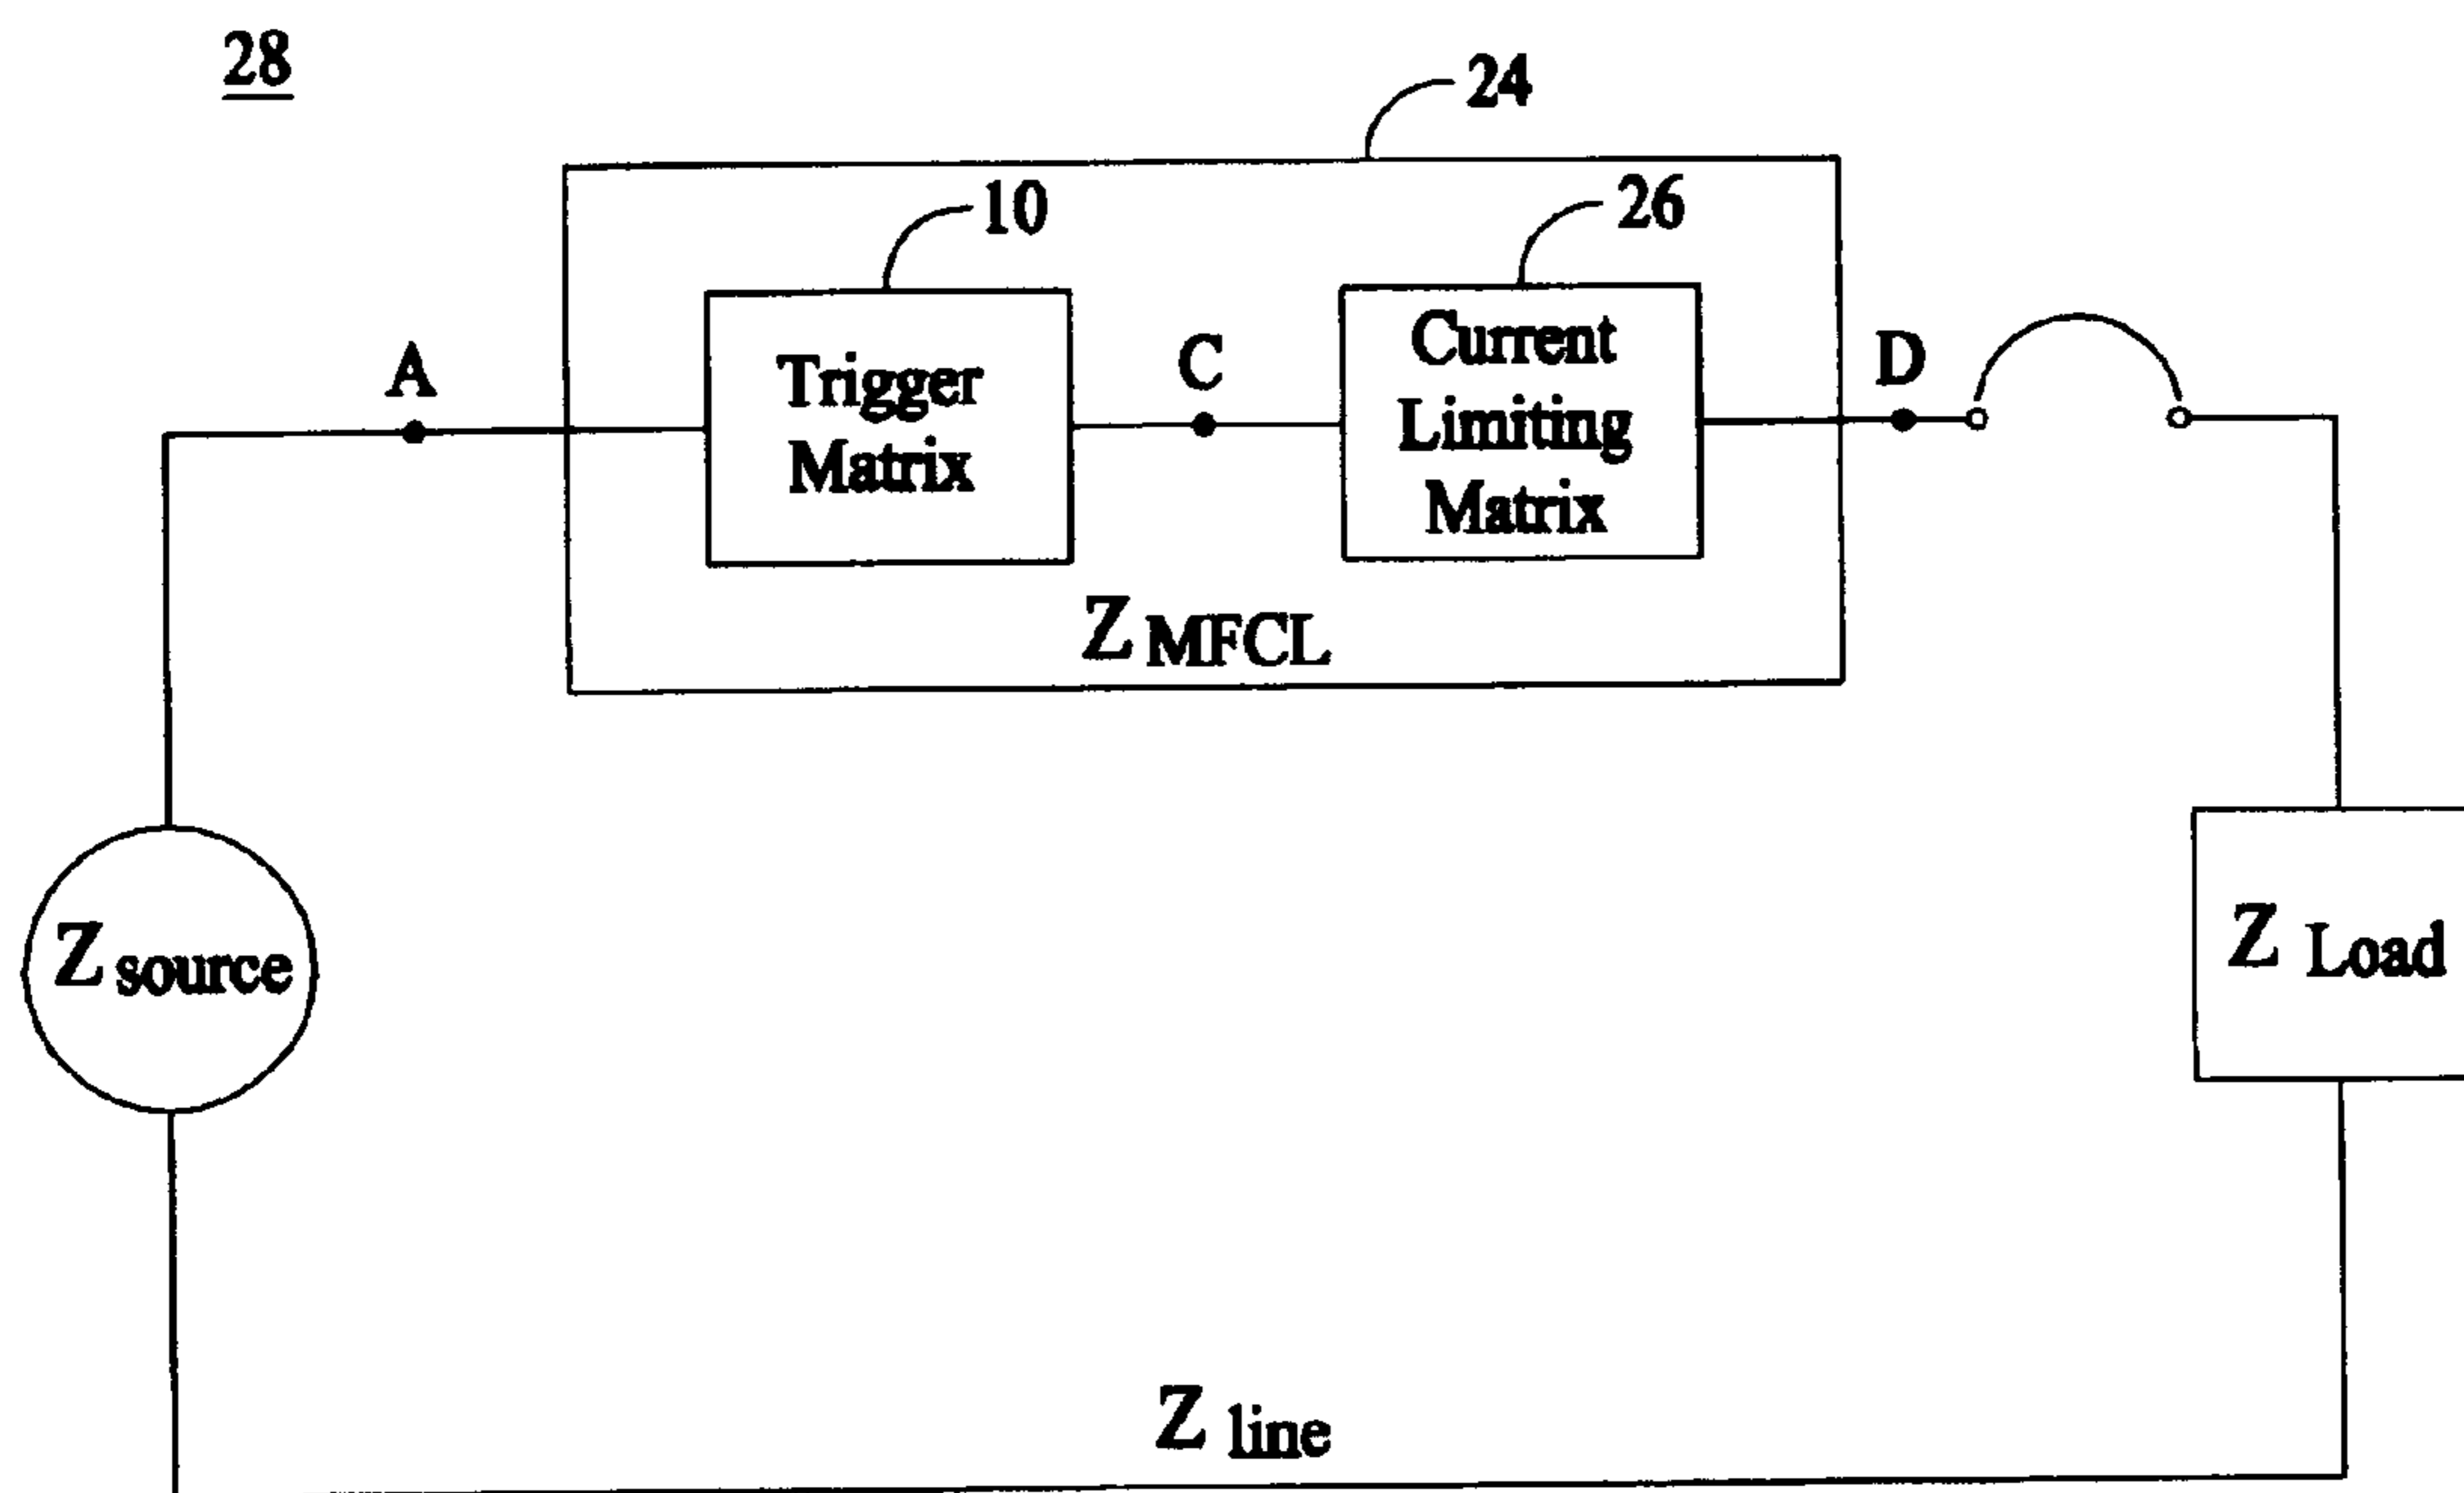 28
24
10
26
A
Trigger
Matrix
C
Current
Limiting
Matrix
D
Z MFCL
Z source
Z Load
Z line